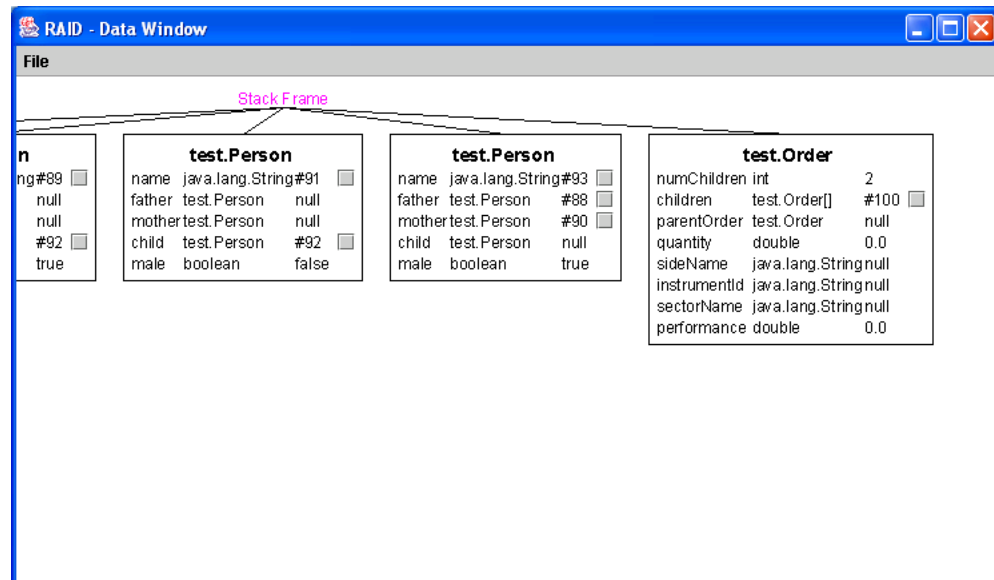 RAID - Data Window
File
Stack Frame
n
ng#89
null
null
#92
true
test.Person
name java.lang.String#91
father test.Person null
mother test.Person null
child test.Person #92
male boolean false
test.Person
name java.lang.String#93
father test.Person #88
mother test.Person #90
child test.Person null
male boolean true
test.Order
numChildren int 2
children test.Order[] #100
parentOrder test.Order null
quantity double 0.0
sideName java.lang.String null
instrumentId java.lang.String null
sectorName java.lang.String null
performance double 0.0